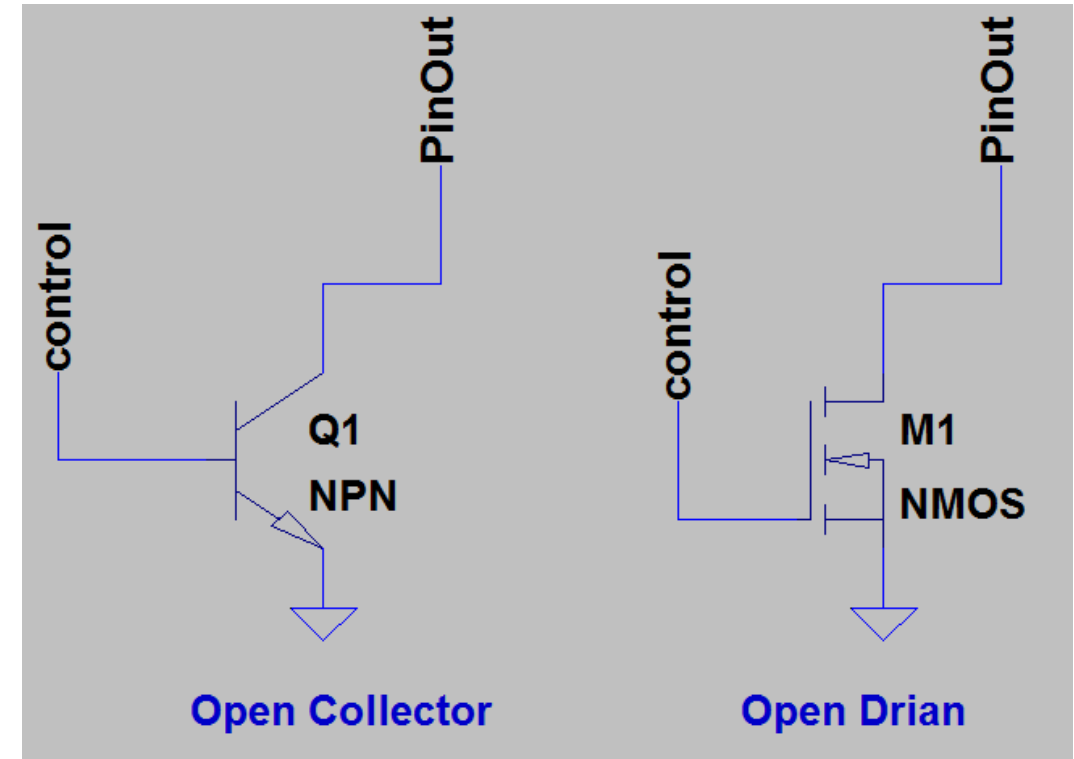 PinOut
control
Q1
NPN
Open Collector
PinOut
control
M1
NMOS
Open Drian